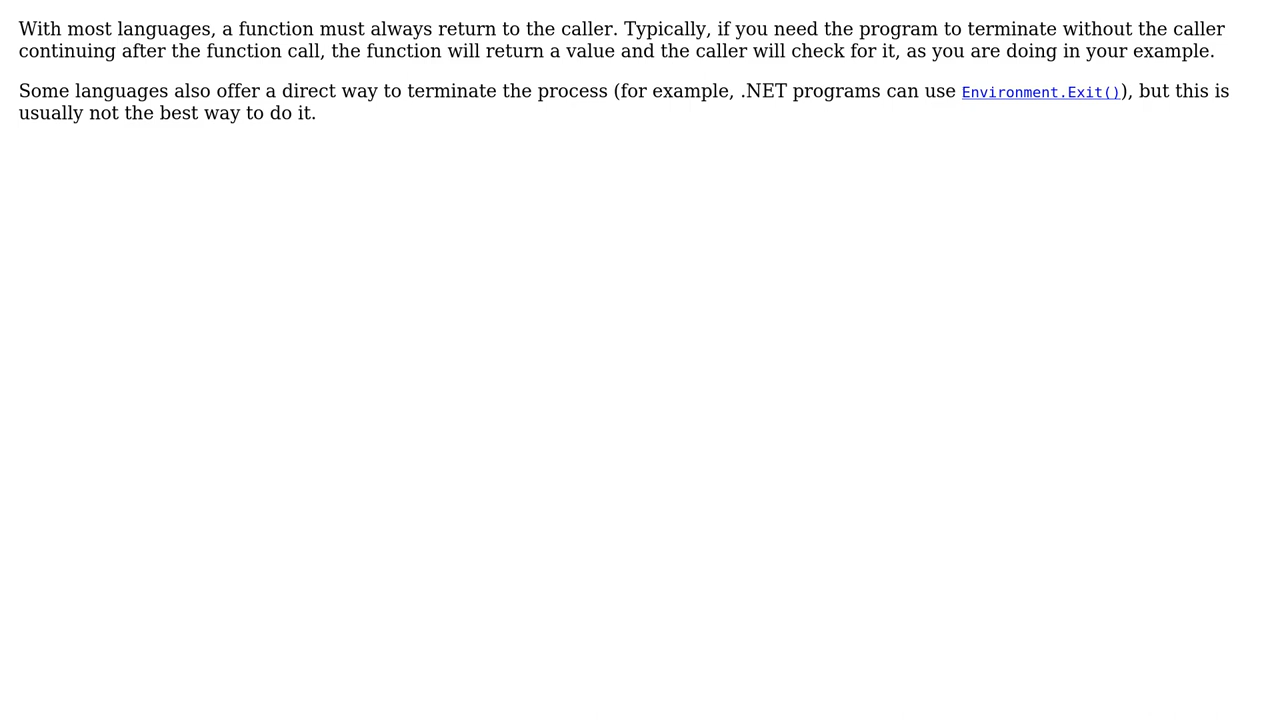 With most languages, a function must always return to the caller. Typically, if you need the program to terminate without the caller
continuing after the function call, the function will return a value and the caller will check for it, as you are doing in your example.
Some languages also offer a direct way to terminate the process (for example, .NET programs can use Environment.Exit()), but this is
usually not the best way to do it.